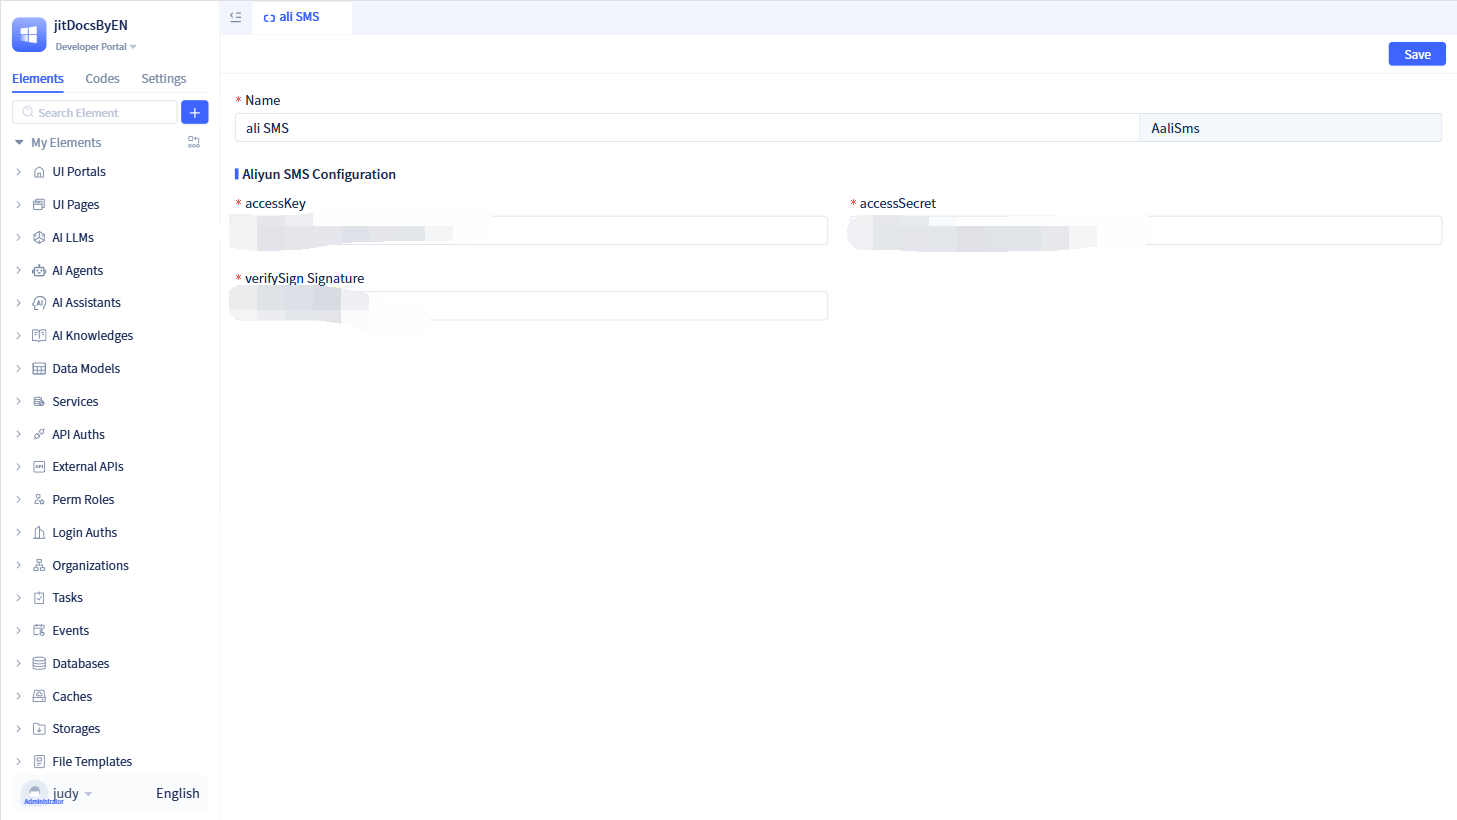 jitDocsByEN
Developer Portal
Elements Codes Settings
Search Element
My Elements
UI Portals
UI Pages
AI LLMs
AI Agents
AI Assistants
AI Knowledges
Data Models
Services
API Auths
External APIs
Perm Roles
Login Auths
Organizations
Tasks
Events
Databases
Caches
Storages
File Templates
judy English
Administrator
ali SMS
Save
* Name
ali SMS AaliSms
Aliyun SMS Configuration
* accessKey * accessSecret
* verifySign Signature